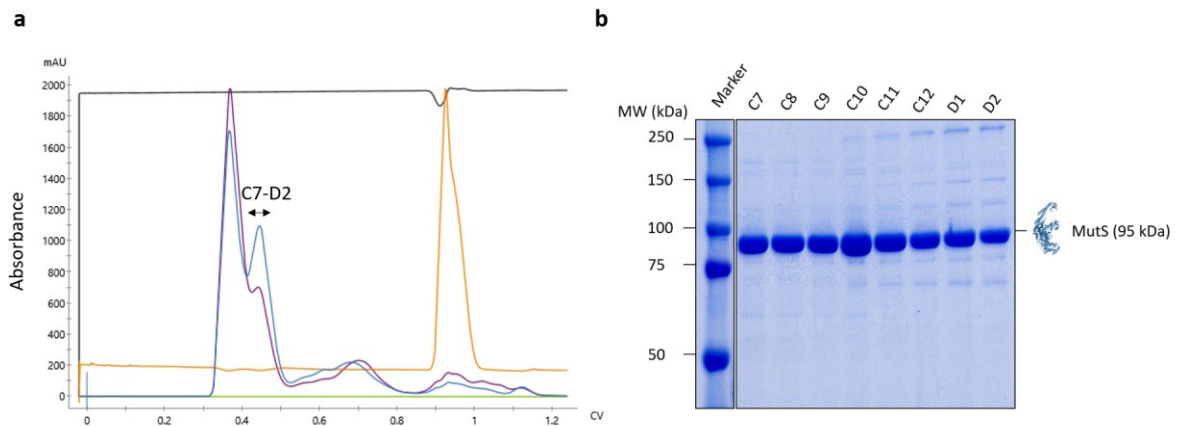 a
mAU
2000
1800
1600
1400
1200
1000
800
600
400
200
0
Absorbance
C7-D2
0
0.2
0.4
0.6
0.8
1
1.2
CV
b
MW (kDa)
Marker
C7
C8
C9
C10
C11
C12
D1
D2
250
150
100
75
50
MutS (95 kDa)